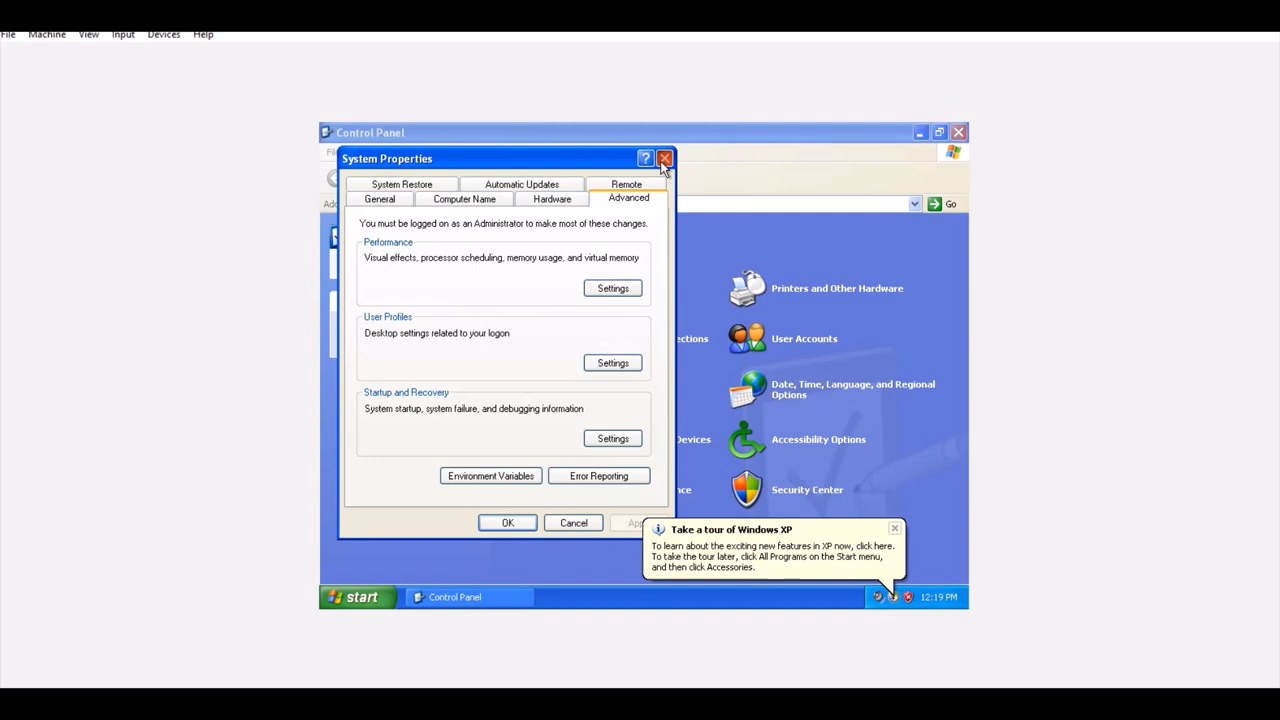 File Machine View Input Devices Help
Control Panel
System Properties
System Restore Automatic Updates Remote
General Computer Name Hardware Advanced
Go
You must be logged on as an Administrator to make most of these changes.
Performance
Visual effects, processor scheduling, memory usage, and virtual memory
Settings
User Profiles
Desktop settings related to your logon
Settings
Startup and Recovery
System startup, system failure, and debugging information
Settings
Environment Variables Error Reporting
OK Cancel
Printers and Other Hardware
User Accounts
Date, Time, Language, and Regional
Options
Accessibility Options
Security Center
Take a tour of Windows XP
To learn about the exciting new features in XP now, click here.
To take the tour later, click All Programs on the Start menu,
and then click Accessories.
start Control Panel 12:19 PM